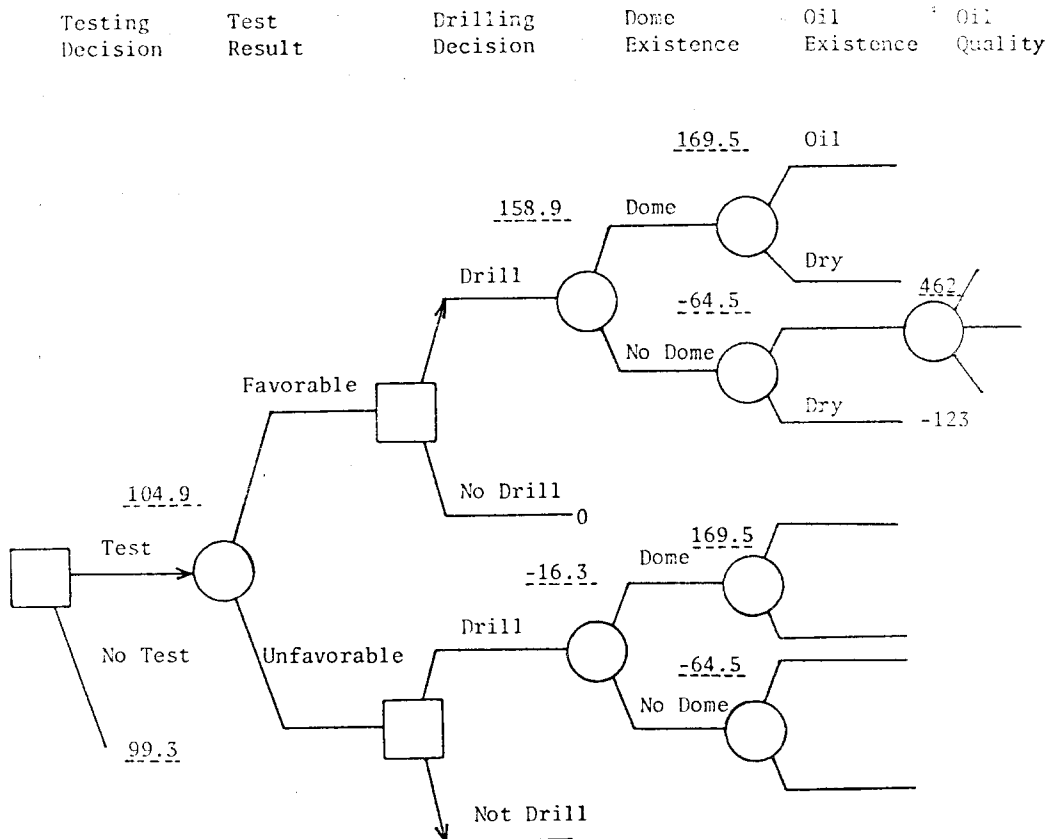 Testing Decision
Test Result
Drilling Decision
Dome Existence
Oil Existence
Oil Quality
169.5
Oil
158.9
Dome
Dry
Drill
-64.5
462
No Dome
Favorable
Dry
-123
No Drill
0
104.9
Test
169.5
Dome
-16.3
Drill
No Test
Unfavorable
-64.5
No Dome
99.3
Not Drill